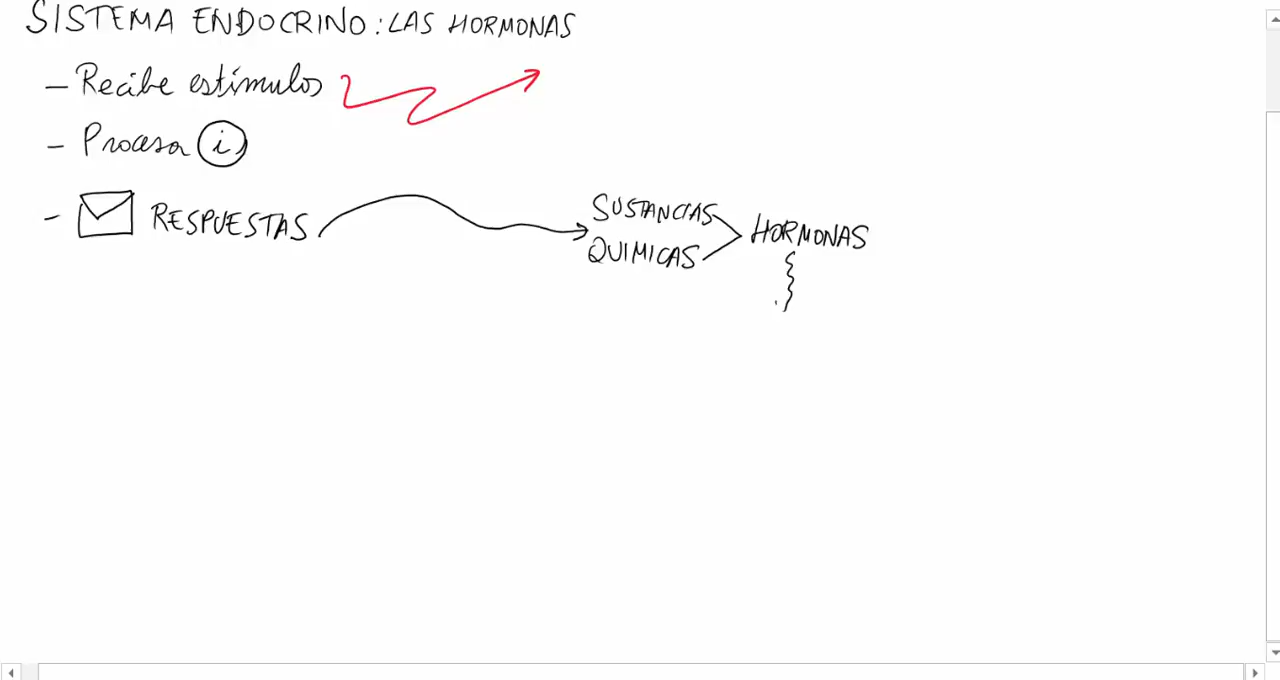 SISTEMA ENDOCRINO: LAS HORMONAS
- Recibe estímulos
- Procesa i
- RESPUESTAS
SUSTANCIAS
QUIMICAS
HORMONAS